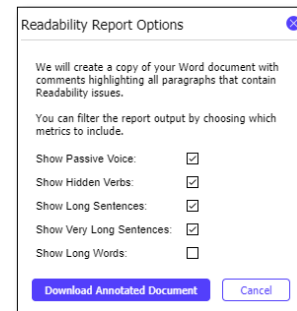 Readability Report Options
We will create a copy of your Word document with
comments highlighting all paragraphs that contain
Readability issues.
You can filter the report output by choosing which
metrics to include.
Show Passive Voice:
Show Hidden Verbs:
Show Long Sentences:
Show Very Long Sentences:
Show Long Words:
Download Annotated Document Cancel